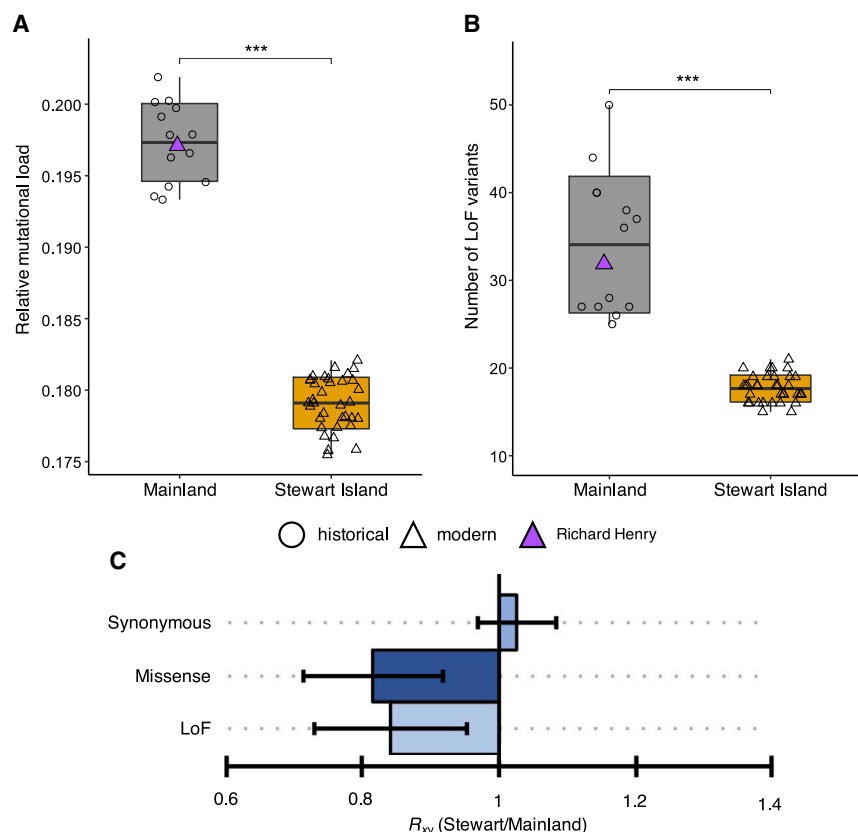 A
B
***
***
Relative mutational load
0.200
0.195
0.190
0.185
0.180
0.175
Mainland
Stewart Island
Number of LoF variants
50
40
30
20
10
Mainland
Stewart Island
historical
modern
Richard Henry
C
Synonymous
Missense
LoF
0.6
0.8
1
1.2
1.4
Rxy (Stewart/Mainland)